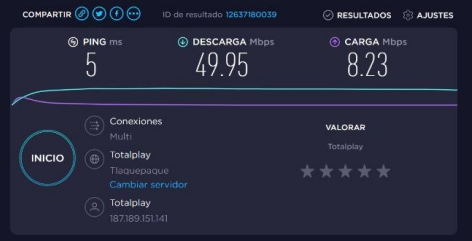 COMPARTIR
ID de resultado 12637180039
RESULTADOS
AJUSTES
PING ms
5
DESCARGA Mbps
49.95
CARGA Mbps
8.23
INICIO
Conexiones
Multi
Totalplay
Tlaquepaque
Cambiar servidor
Totalplay
187.189.151.141
VALORAR
Totalplay